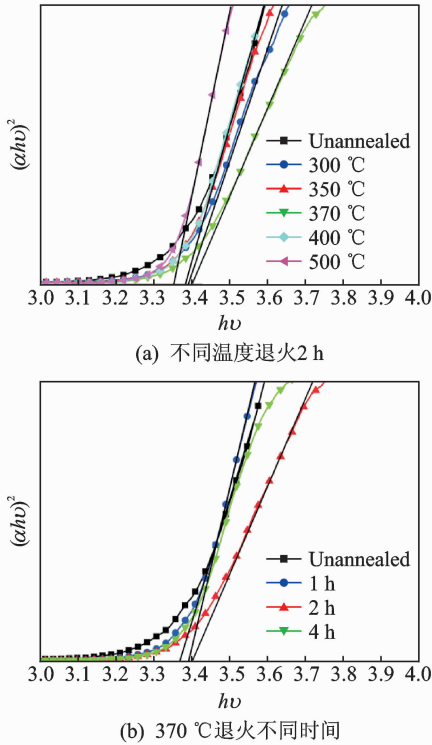 (αhυ)²
Unannealed
300 ℃
350 ℃
370 ℃
400 ℃
500 ℃
3.0 3.1 3.2 3.3 3.4 3.5 3.6 3.7 3.8 3.9 4.0
hυ
(a) 不同温度退火2 h
(αhυ)²
Unannealed
1 h
2 h
4 h
3.0 3.1 3.2 3.3 3.4 3.5 3.6 3.7 3.8 3.9 4.0
hυ
(b) 370 ℃退火不同时间